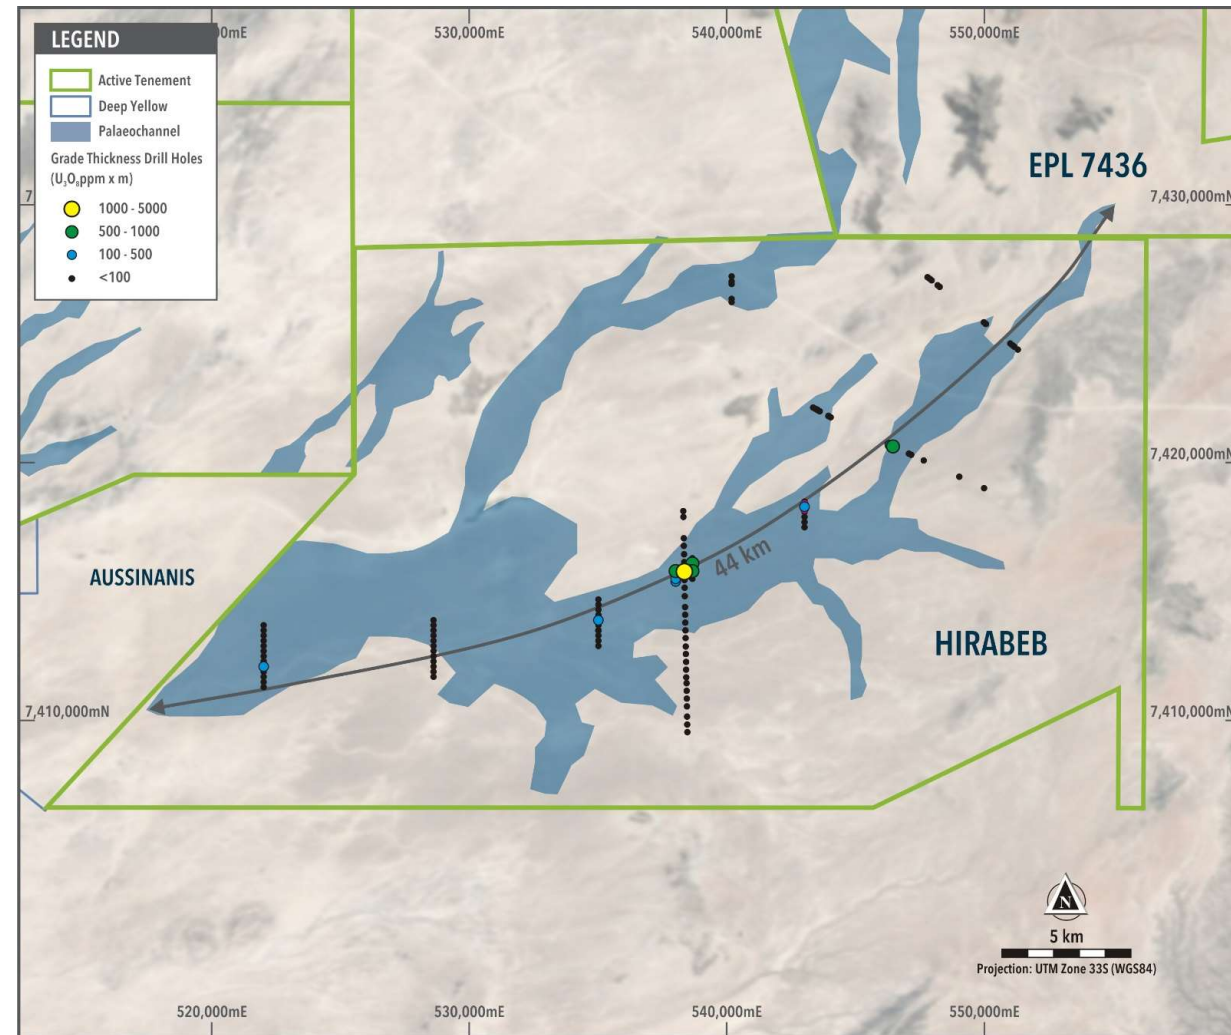 LEGEND
Active Tenement
Deep Yellow
Palaeochannel
Grade Thickness Drill Holes
(U₃O₈ppm x m)
1000 - 5000
500 - 1000
100 - 500
<100
530,000mE
540,000mE
550,000mE
EPL 7436
7,430,000mN
7,420,000mN
44 km
AUSSINANIS
HIRABEB
7,410,000mN
7,410,000mN
N
5 km
Projection: UTM Zone 33S (WGS84)
520,000mE
530,000mE
540,000mE
550,000mE